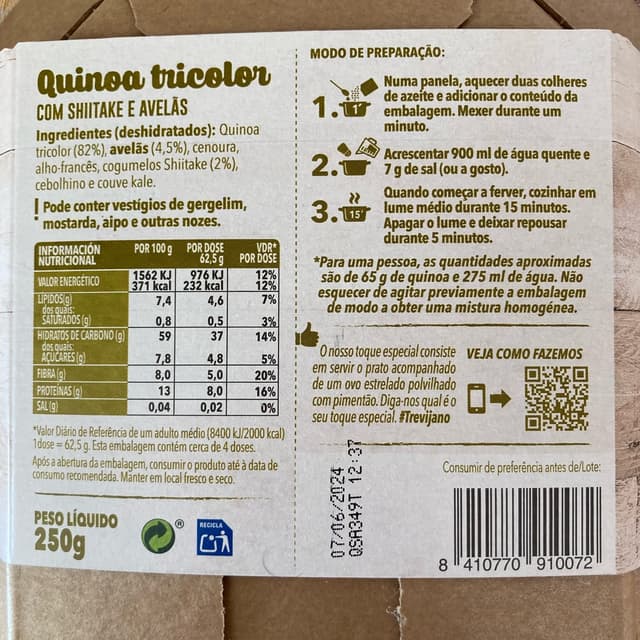 Quinoa tricolor
COM SHIITAKE E AVELÃS
Ingredientes (deshidratados): Quinoa
tricolor (82%), avelãs (4,5%), cenoura,
alho-francês, cogumelos Shiitake (2%),
cebolhino e couve kale.
! Pode conter vestígios de gergelim,
mostarda, aipo e outras nozes.
INFORMACIÓN NUTRICIONAL POR 100 g POR DOSE 62,5 g VDR* POR DOSE
VALOR ENERGÉTICO 1562 KJ 976 KJ 12%
371 kcal 232 kcal 12%
LIPIDOS(g) 7,4 4,6 7%
dos quais:
SATURADOS (g) 0,8 0,5 3%
HIDRATOS DE CARBONO (g) 59 37 14%
dos quais:
AÇUCARES (g) 7,8 4,8 5%
FIBRA (g) 8,0 5,0 20%
PROTEÍNAS (g) 13 8,0 16%
SAL (g) 0,04 0,02 0%
*Valor Diário de Referência de um adulto médio (8400 kJ/2000 kcal)
1 dose = 62,5 g. Esta embalagem contém cerca de 4 doses.
Após a abertura da embalagem, consumir o produto até à data de
consumo recomendada. Manter em local fresco e seco.
PESO LÍQUIDO
250g
®
RECICLA
MODO DE PREPARAÇÃO:
1. 1'
Numa panela, aquecer duas colheres
de azeite e adicionar o conteúdo da
embalagem. Mexer durante um
minuto.
2.
Acrescentar 900 ml de água quente e
7 g de sal (ou a gosto).
3. 15'
Quando começar a ferver, cozinhar em
lume médio durante 15 minutos.
Apagar o lume e deixar repousar
durante 5 minutos.
*Para uma pessoa, as quantidades aproximadas
são de 65 g de quinoa e 275 ml de água. Não
esquecer de agitar previamente a embalagem
de modo a obter uma mistura homogénea.
O nosso toque especial consiste
em servir o prato acompanhado
de um ovo estrelado polvilhado
com pimentão. Diga-nos qual é o
seu toque especial. #Trevijano
VEJA COMO FAZEMOS
07/06/2024
QSA349T 12:37
Consumir de preferência antes de/Lote:
8 410770 910072